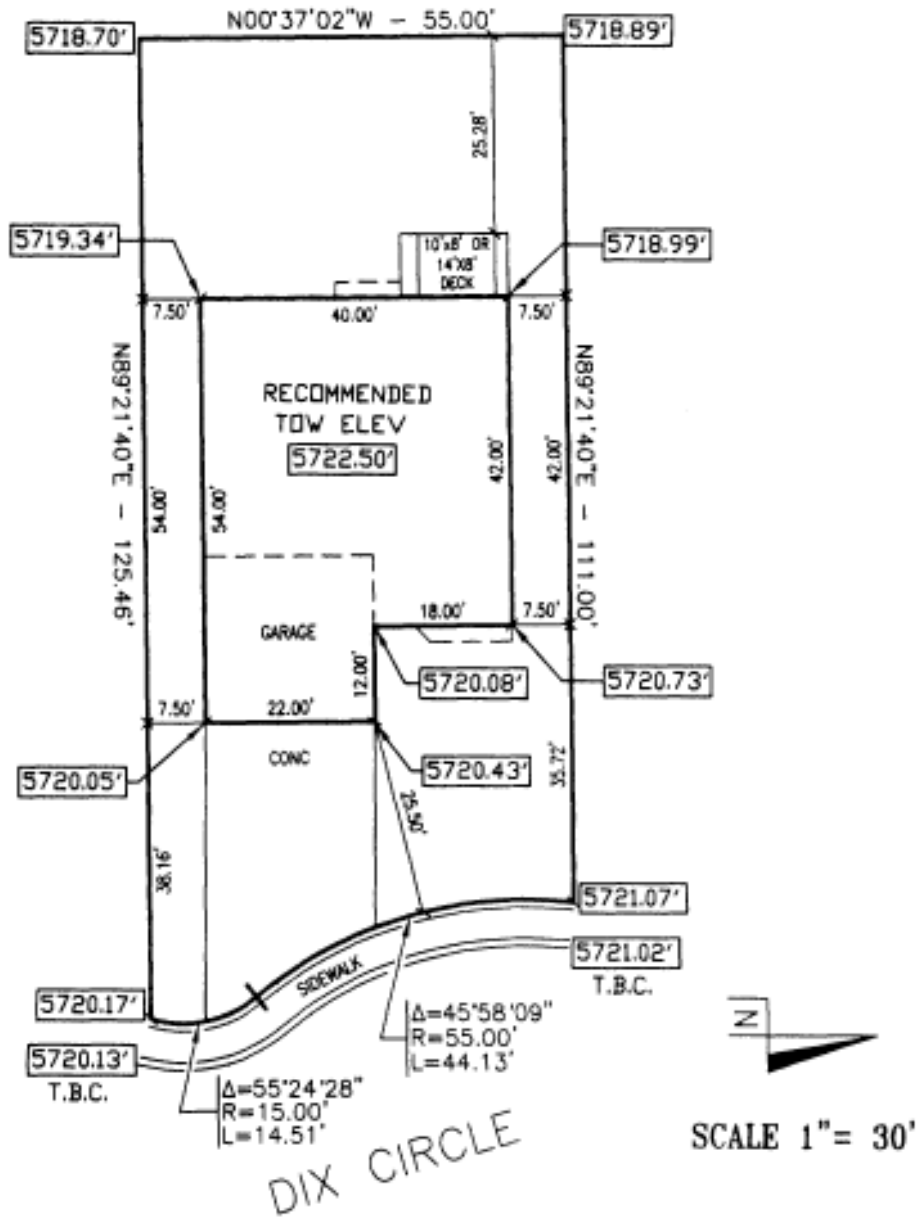 N00°37'02"W - 55.00'
5718.70'
5718.89'
25.28'
5719.34'
10'x8' OR
14'X8'
DECK
5718.99'
7.50'
40.00'
7.50'
N89°21'40"E - 125.46'
RECOMMENDED
TOW ELEV
5722.50'
N89°21'40"E - 111.00'
54.00'
54.00'
42.00'
42.00'
18.00'
7.50'
GARAGE
12.00'
5720.08'
5720.73'
7.50'
22.00'
CONC
5720.05'
5720.43'
35.72'
25.50'
38.16'
5721.07'
SIDEWALK
5721.02'
T.B.C.
5720.17'
5720.13'
T.B.C.
Δ=45°58'09"
R=55.00'
L=44.13'
Δ=55°24'28"
R=15.00'
L=14.51'
DIX CIRCLE
N
SCALE 1"= 30'